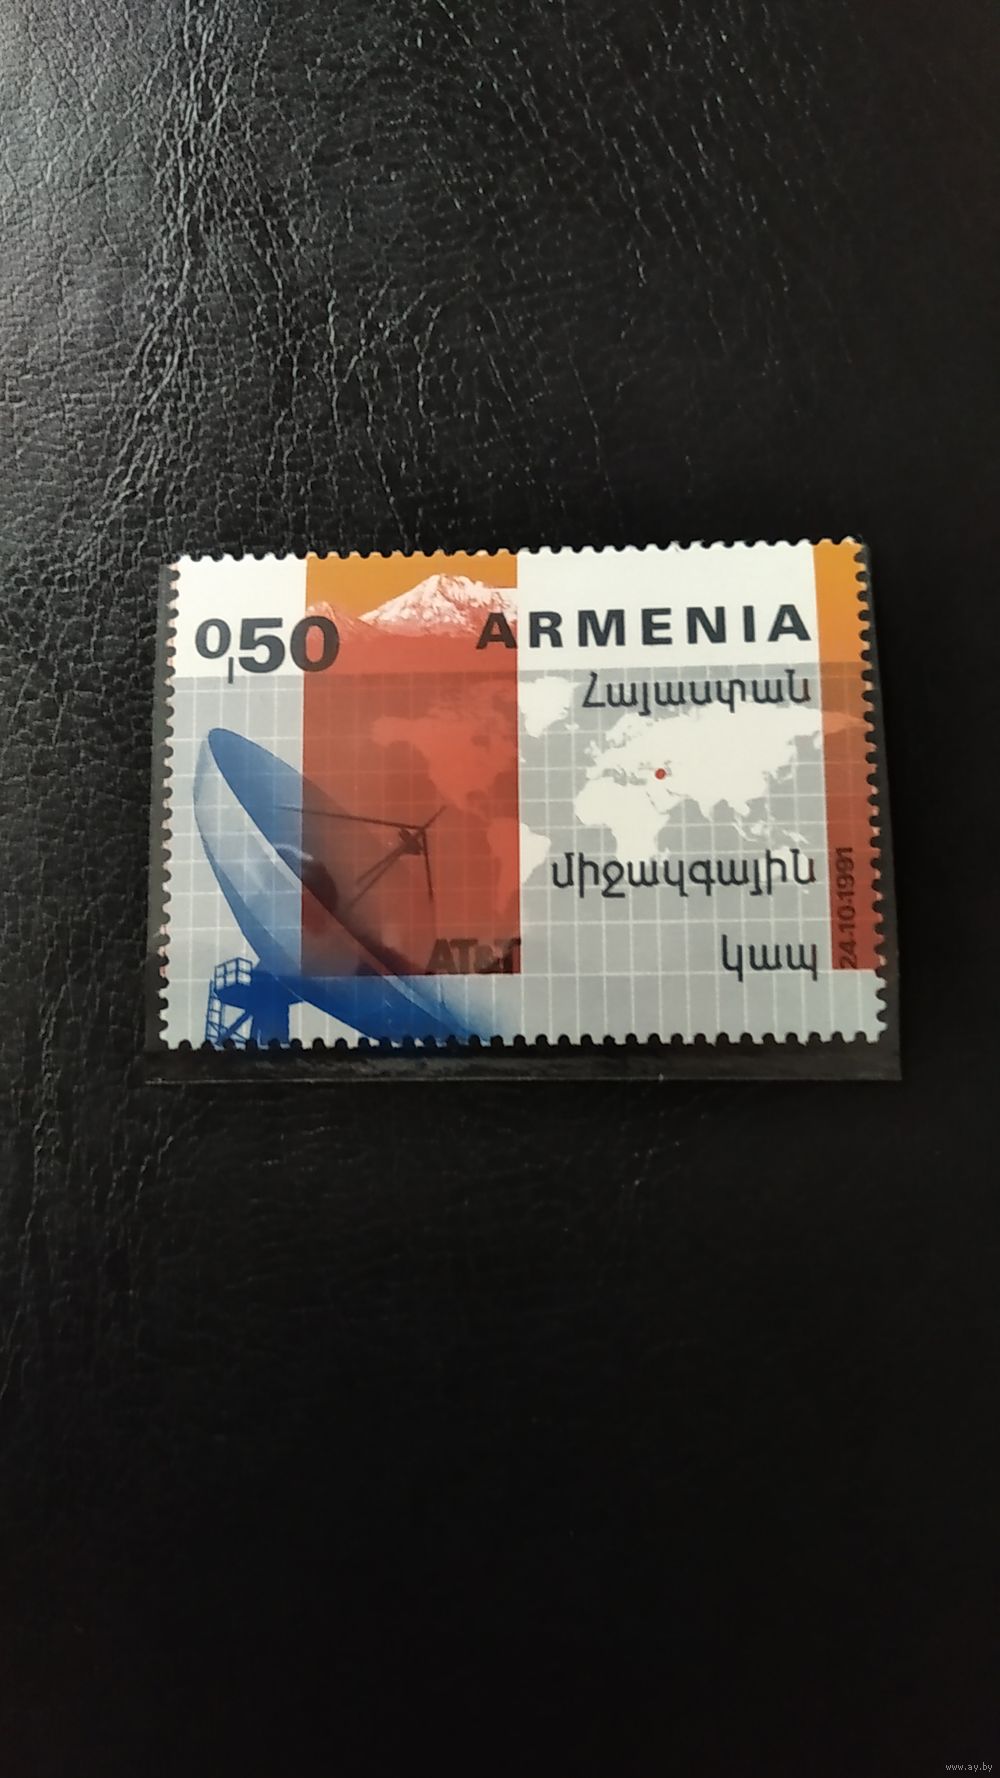 0,50
ARMENIA
Հայաստան
միջազգային
կապ
AT&T
24.10.1991
www.ay.by